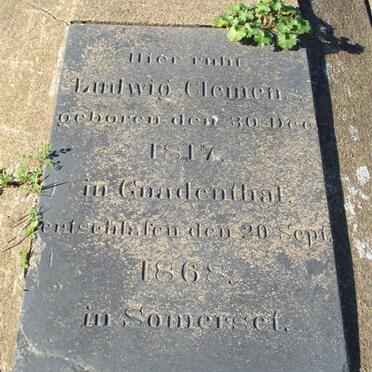 Hier ruht
Ludwig Clemens.
geboren den 30 Dec.
1817.
in Gnadenthal.
entschlafen den 20 Sept.
1868.
in Somerset.